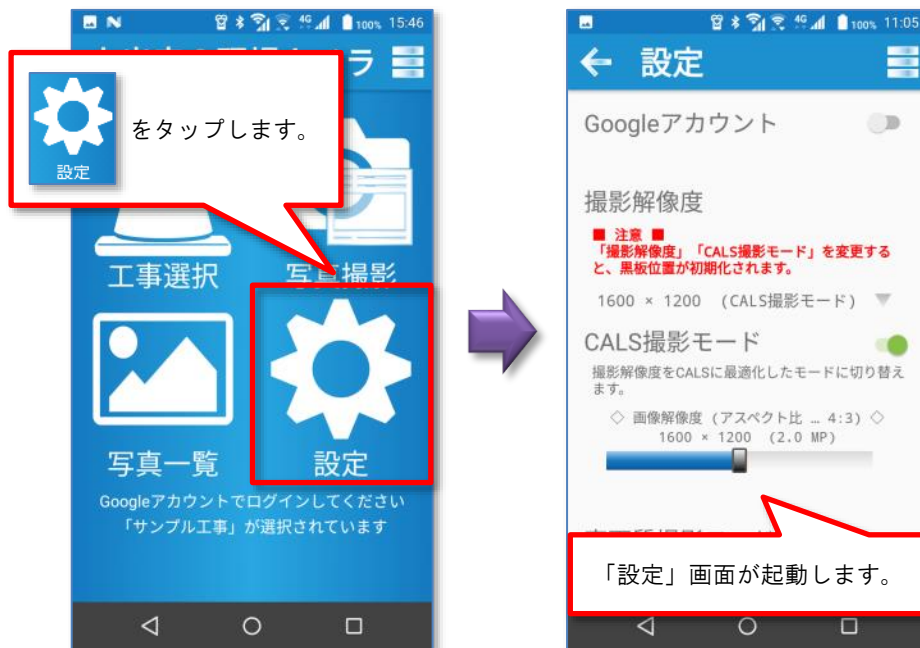 4G 100% 15:46
ラ
設定
をタップします。
工事選択
写真撮影
写真一覧
設定
Googleアカウントでログインしてください
「サンプル工事」が選択されています
4G 100% 11:05
設定
Googleアカウント
撮影解像度
■ 注意 ■
「撮影解像度」「CALS撮影モード」を変更する
と、黒板位置が初期化されます。
1600 × 1200 (CALS撮影モード)
CALS撮影モード
撮影解像度をCALSに最適化したモードに切り替え
ます。
◇ 画像解像度 (アスペクト比 … 4:3) ◇
1600 × 1200 (2.0 MP)
「設定」画面が起動します。